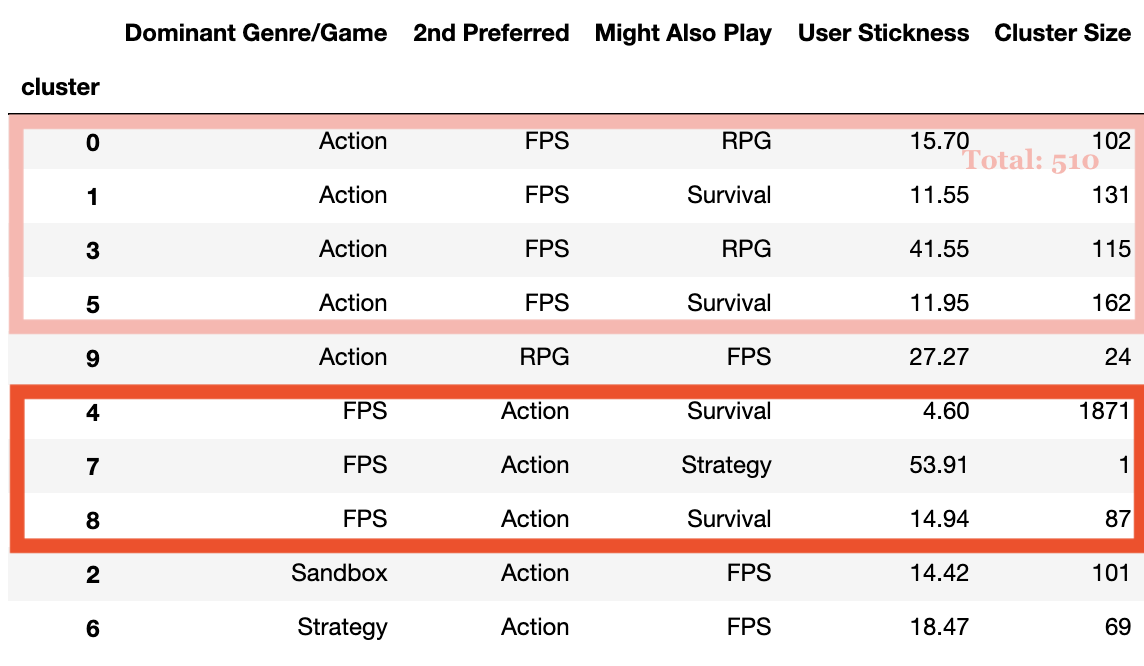 Dominant Genre/Game 2nd Preferred Might Also Play User Stickness Cluster Size
cluster
0 Action FPS RPG 15.70 102
Total: 510
1 Action FPS Survival 11.55 131
3 Action FPS RPG 41.55 115
5 Action FPS Survival 11.95 162
9 Action RPG FPS 27.27 24
4 FPS Action Survival 4.60 1871
7 FPS Action Strategy 53.91 1
8 FPS Action Survival 14.94 87
2 Sandbox Action FPS 14.42 101
6 Strategy Action FPS 18.47 69